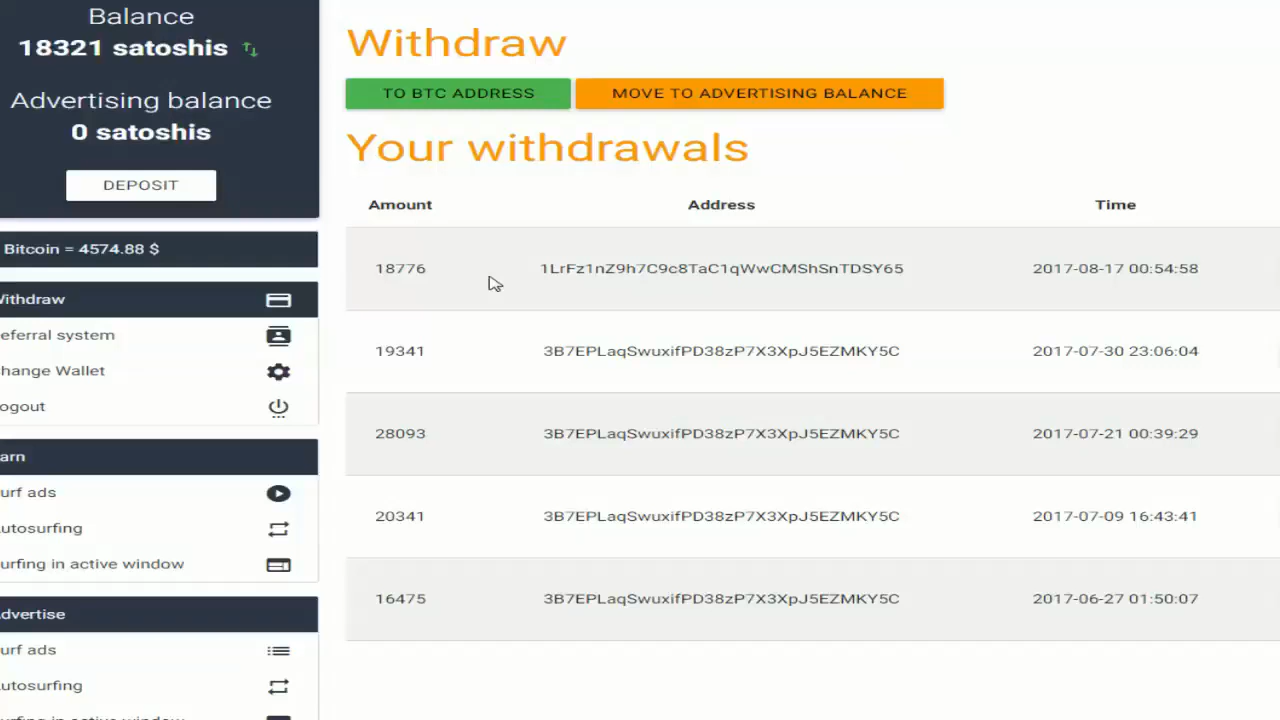 Balance
18321 satoshis
Advertising balance
0 satoshis
DEPOSIT
Bitcoin = 4574.88 $
Withdraw
eferral system
hange Wallet
ogout
arn
urf ads
utosurfing
urfing in active window
dvertise
urf ads
utosurfing
urfing in active window
Withdraw
TO BTC ADDRESS MOVE TO ADVERTISING BALANCE
Your withdrawals
Amount Address Time
18776 1LrFz1nZ9h7C9c8TaC1qWwCMShSnTDSY65 2017-08-17 00:54:58
19341 3B7EPLaqSwuxifPD38zP7X3XpJ5EZMKY5C 2017-07-30 23:06:04
28093 3B7EPLaqSwuxifPD38zP7X3XpJ5EZMKY5C 2017-07-21 00:39:29
20341 3B7EPLaqSwuxifPD38zP7X3XpJ5EZMKY5C 2017-07-09 16:43:41
16475 3B7EPLaqSwuxifPD38zP7X3XpJ5EZMKY5C 2017-06-27 01:50:07